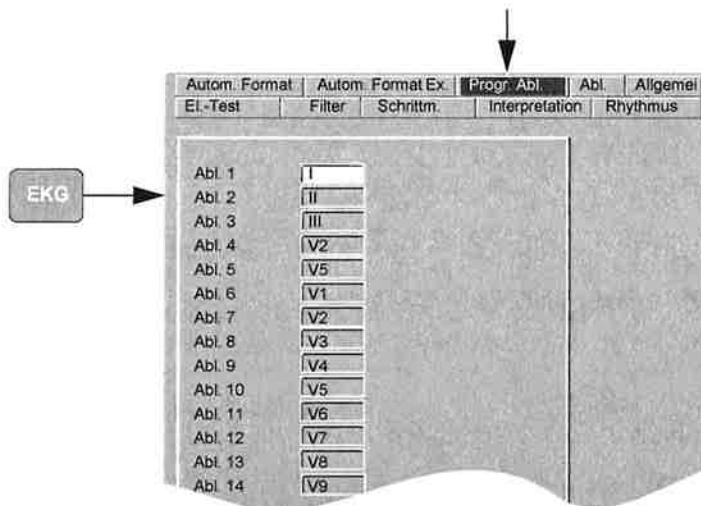 Autom. Format Autom. Format Ex. Progr. Abl. Abl. Allgemei
El.-Test Filter Schrittm. Interpretation Rhythmus
EKG
Abl. 1 I
Abl. 2 II
Abl. 3 III
Abl. 4 V2
Abl. 5 V5
Abl. 6 V1
Abl. 7 V2
Abl. 8 V3
Abl. 9 V4
Abl. 10 V5
Abl. 11 V6
Abl. 12 V7
Abl. 13 V8
Abl. 14 V9